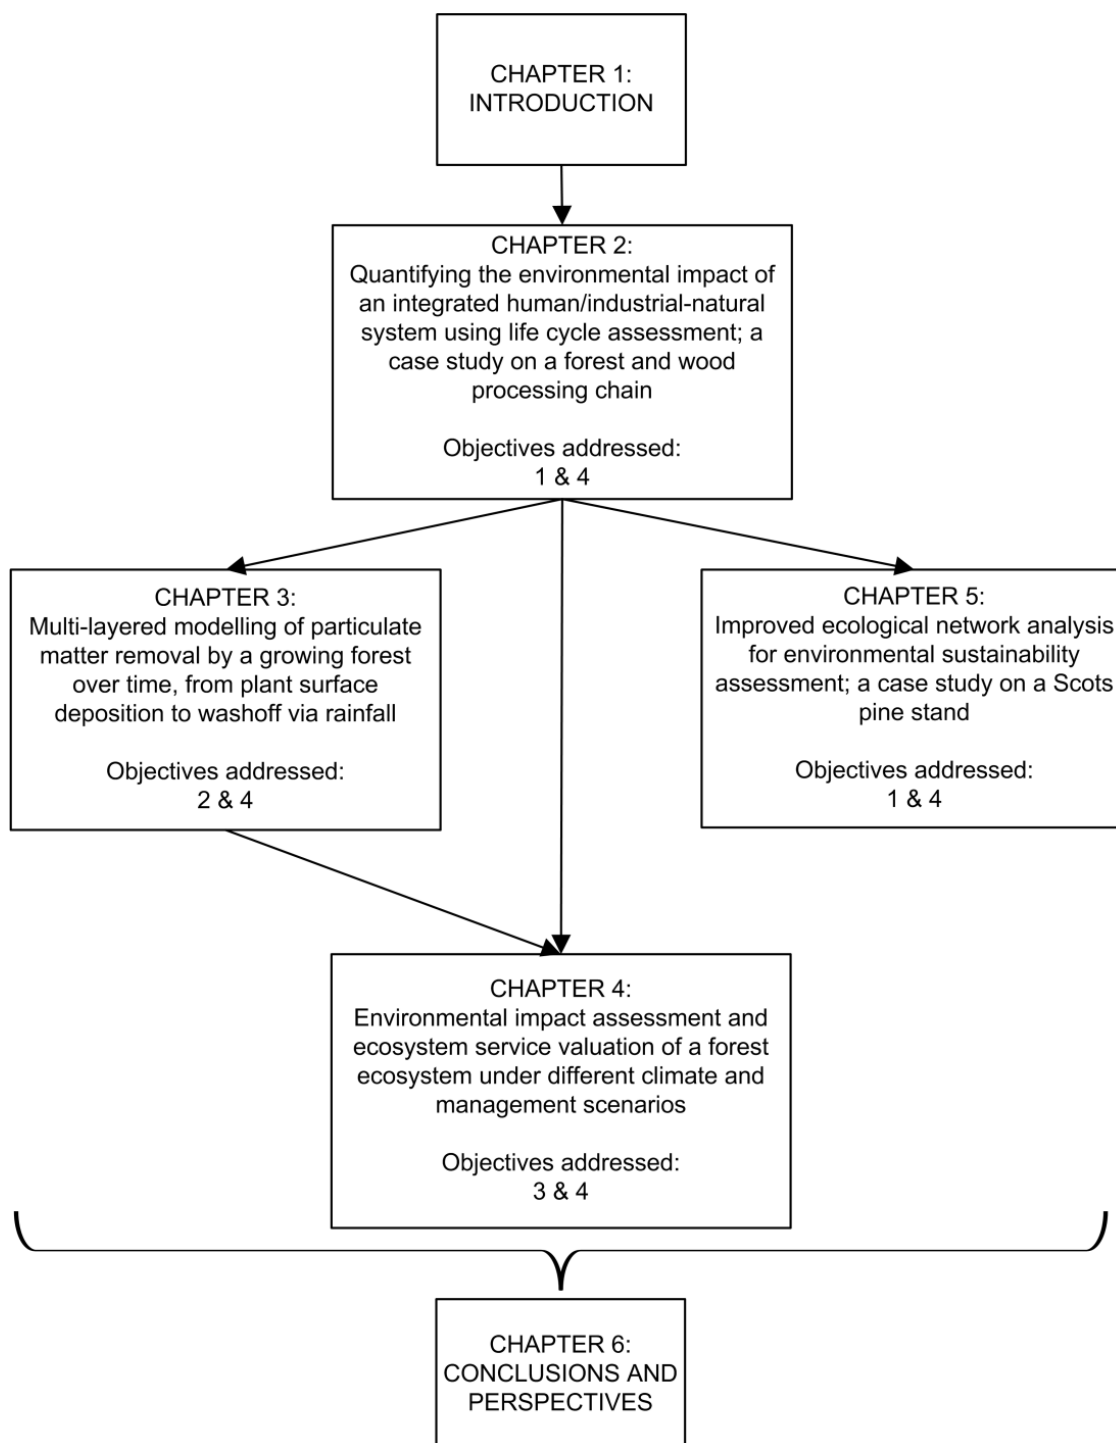 CHAPTER 1:
INTRODUCTION
CHAPTER 2:
Quantifying the environmental impact of
an integrated human/industrial-natural
system using life cycle assessment; a
case study on a forest and wood
processing chain
Objectives addressed:
1 & 4
CHAPTER 3:
Multi-layered modelling of particulate
matter removal by a growing forest
over time, from plant surface
deposition to washoff via rainfall
Objectives addressed:
2 & 4
CHAPTER 5:
Improved ecological network analysis
for environmental sustainability
assessment; a case study on a Scots
pine stand
Objectives addressed:
1 & 4
CHAPTER 4:
Environmental impact assessment and
ecosystem service valuation of a forest
ecosystem under different climate and
management scenarios
Objectives addressed:
3 & 4
CHAPTER 6:
CONCLUSIONS AND
PERSPECTIVES